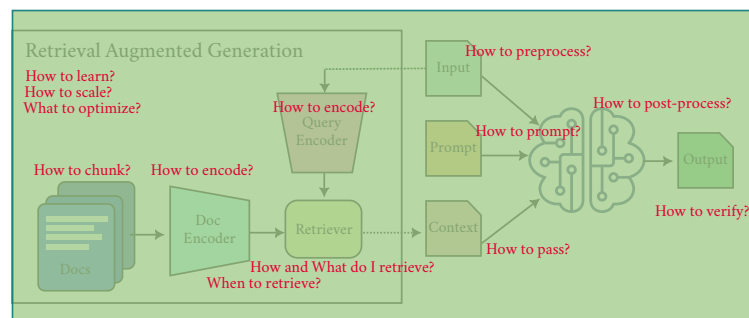 Retrieval Augmented Generation
How to learn?
How to scale?
What to optimize?
How to preprocess?
Input
How to encode?
Query
Encoder
How to post-process?
How to prompt?
Prompt
Output
How to chunk?
How to encode?
Docs
Doc
Encoder
Retriever
Context
How to verify?
How to pass?
How and What do I retrieve?
When to retrieve?